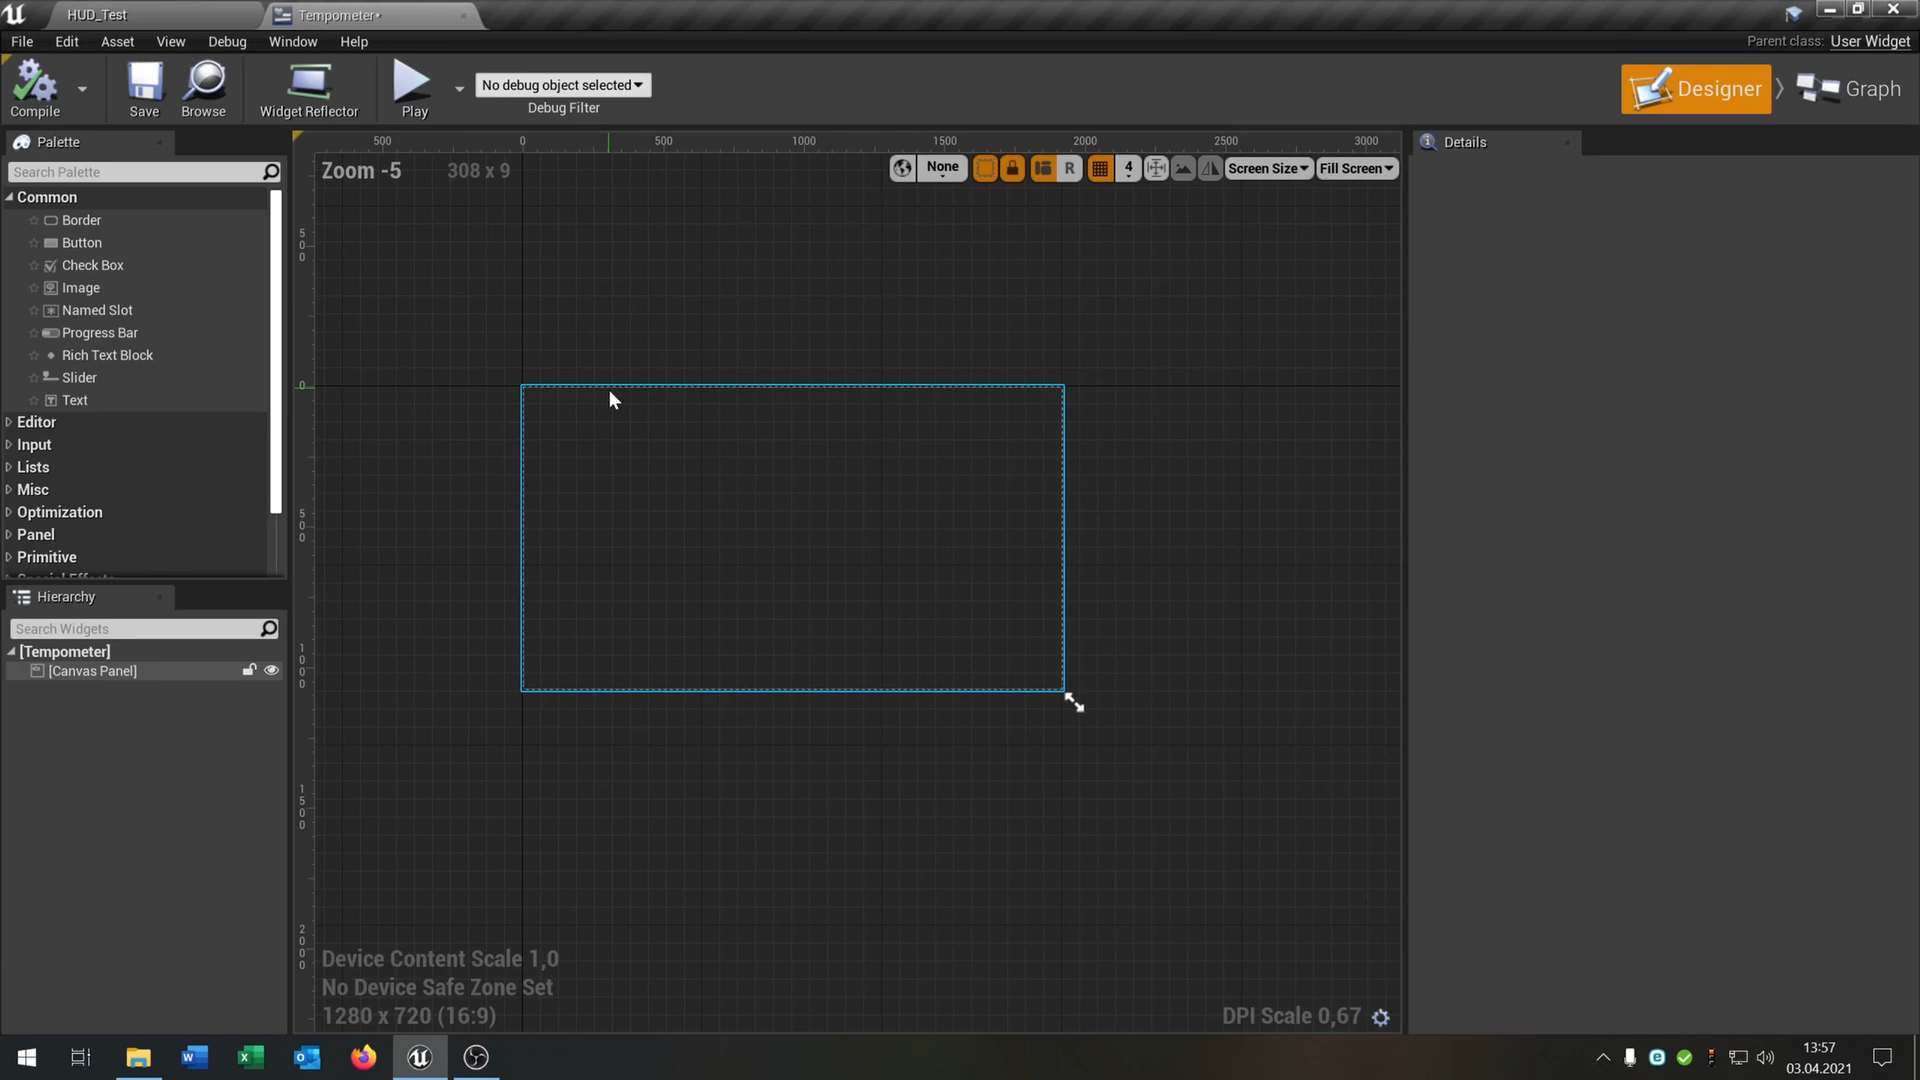 HUD_Test
Tempometer*
File
Edit
Asset
View
Debug
Window
Help
Parent class:
User Widget
Compile
Save
Browse
Widget Reflector
Play
No debug object selected
Debug Filter
Designer
Graph
Palette
Search Palette
Common
Border
Button
Check Box
Image
Named Slot
Progress Bar
Rich Text Block
Slider
Text
Editor
Input
Lists
Misc
Optimization
Panel
Primitive
Hierarchy
Search Widgets
[Tempometer]
[Canvas Panel]
500
0
500
1000
1500
2000
2500
3000
Zoom -5
308 x 9
None
R
4
Screen Size
Fill Screen
500
0
500
1000
1500
2000
Device Content Scale 1,0
No Device Safe Zone Set
1280 x 720 (16:9)
DPI Scale 0,67
Details
13:57
03.04.2021